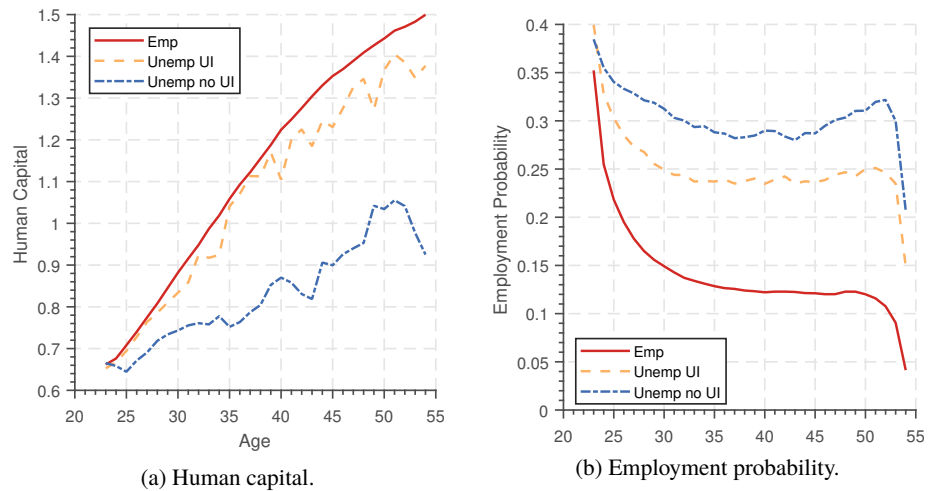 1.5
1.4
1.3
1.2
1.1
1
0.9
0.8
0.7
0.6
Human Capital
Emp
Unemp UI
Unemp no UI
20 25 30 35 40 45 50 55
Age
(a) Human capital.
0.4
0.35
0.3
0.25
0.2
0.15
0.1
0.05
0
Employment Probability
Emp
Unemp UI
Unemp no UI
20 25 30 35 40 45 50 55
(b) Employment probability.